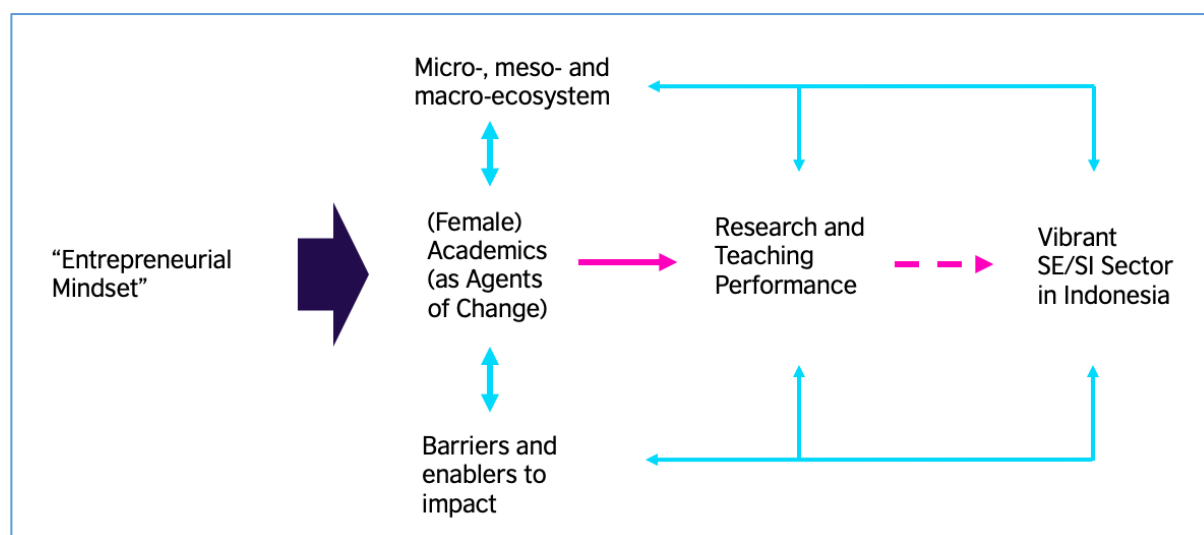 Micro-, meso- and
macro-ecosystem
“Entrepreneurial
Mindset”
(Female)
Academics
(as Agents
of Change)
Research and
Teaching
Performance
Vibrant
SE/SI Sector
in Indonesia
Barriers and
enablers to
impact